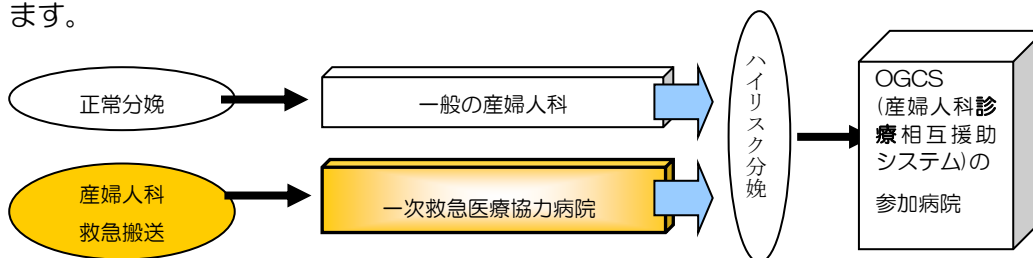 ます。
正常分娩
一般の産婦人科
産婦人科
救急搬送
一次救急医療協力病院
ハイリスク分娩
OGCS
(産婦人科診
療相互援助
システム)の
参加病院